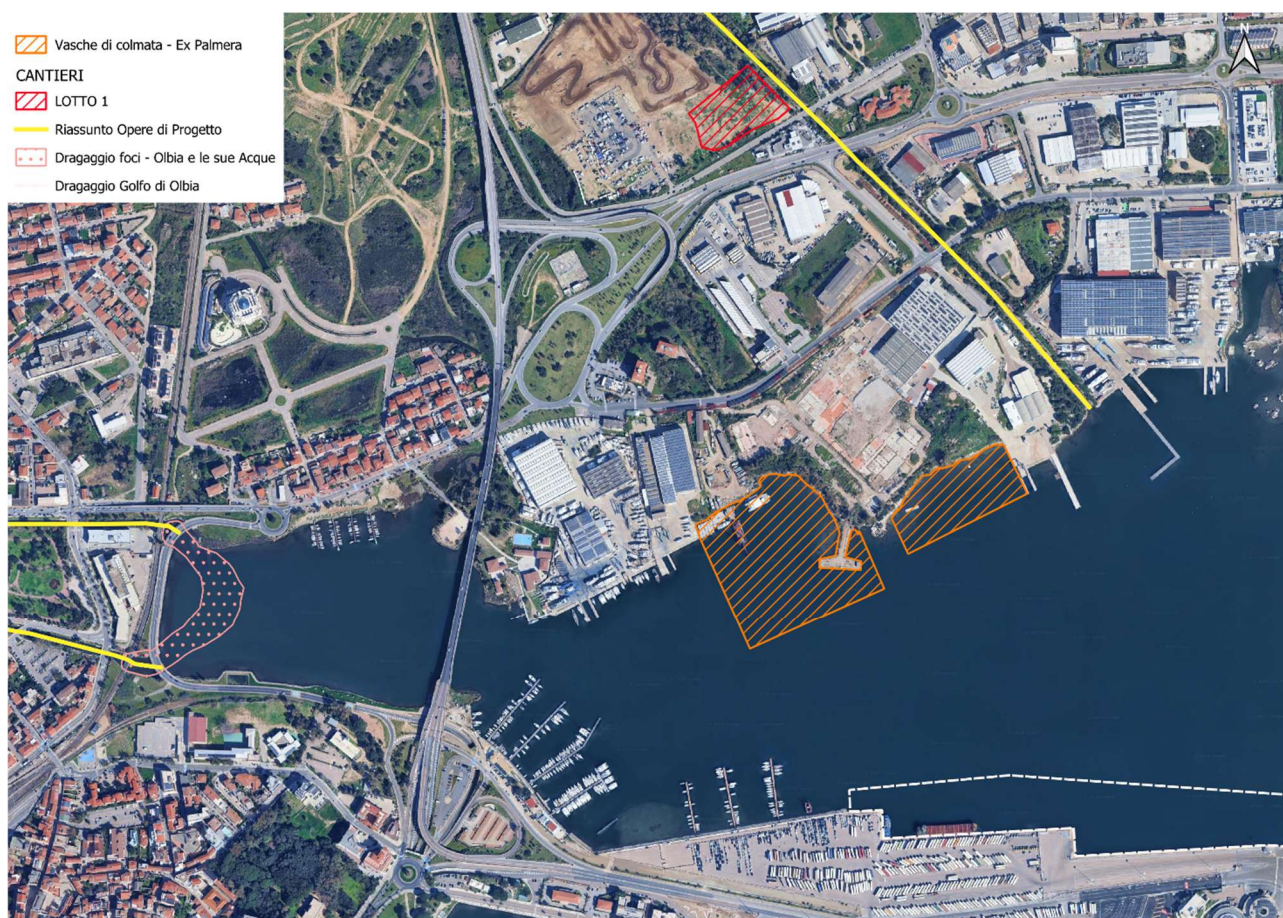 Vasche di colmata - Ex Palmera
CANTIERI
LOTTO 1
Riassunto Opere di Progetto
Dragaggio foci - Olbia e le sue Acque
Dragaggio Golfo di Olbia
N